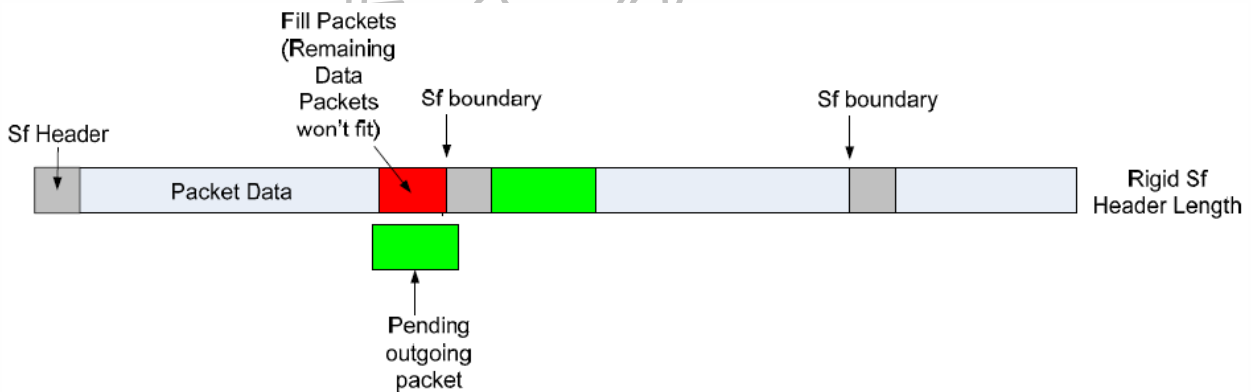 Fill Packets
(Remaining
Data
Packets
won't fit)
Sf boundary
Sf boundary
Sf Header
Packet Data
Rigid Sf
Header Length
Pending
outgoing
packet